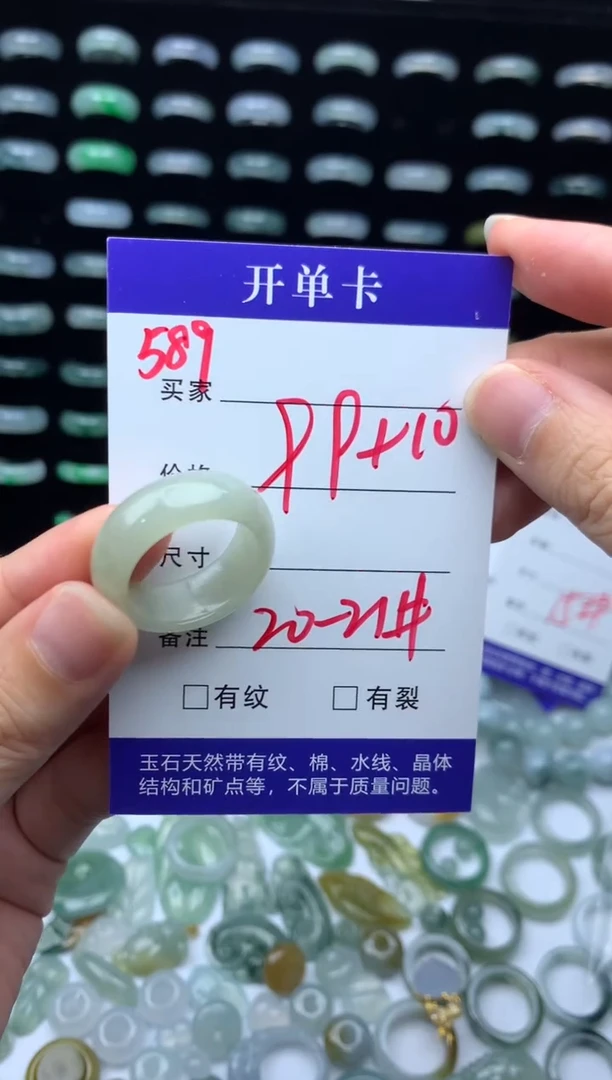 开单卡
589
买家
PP+10
价格
尺寸
20-21#
备注
有纹 有裂
玉石天然带有纹、棉、水线、晶体
结构和矿点等，不属于质量问题。
15#